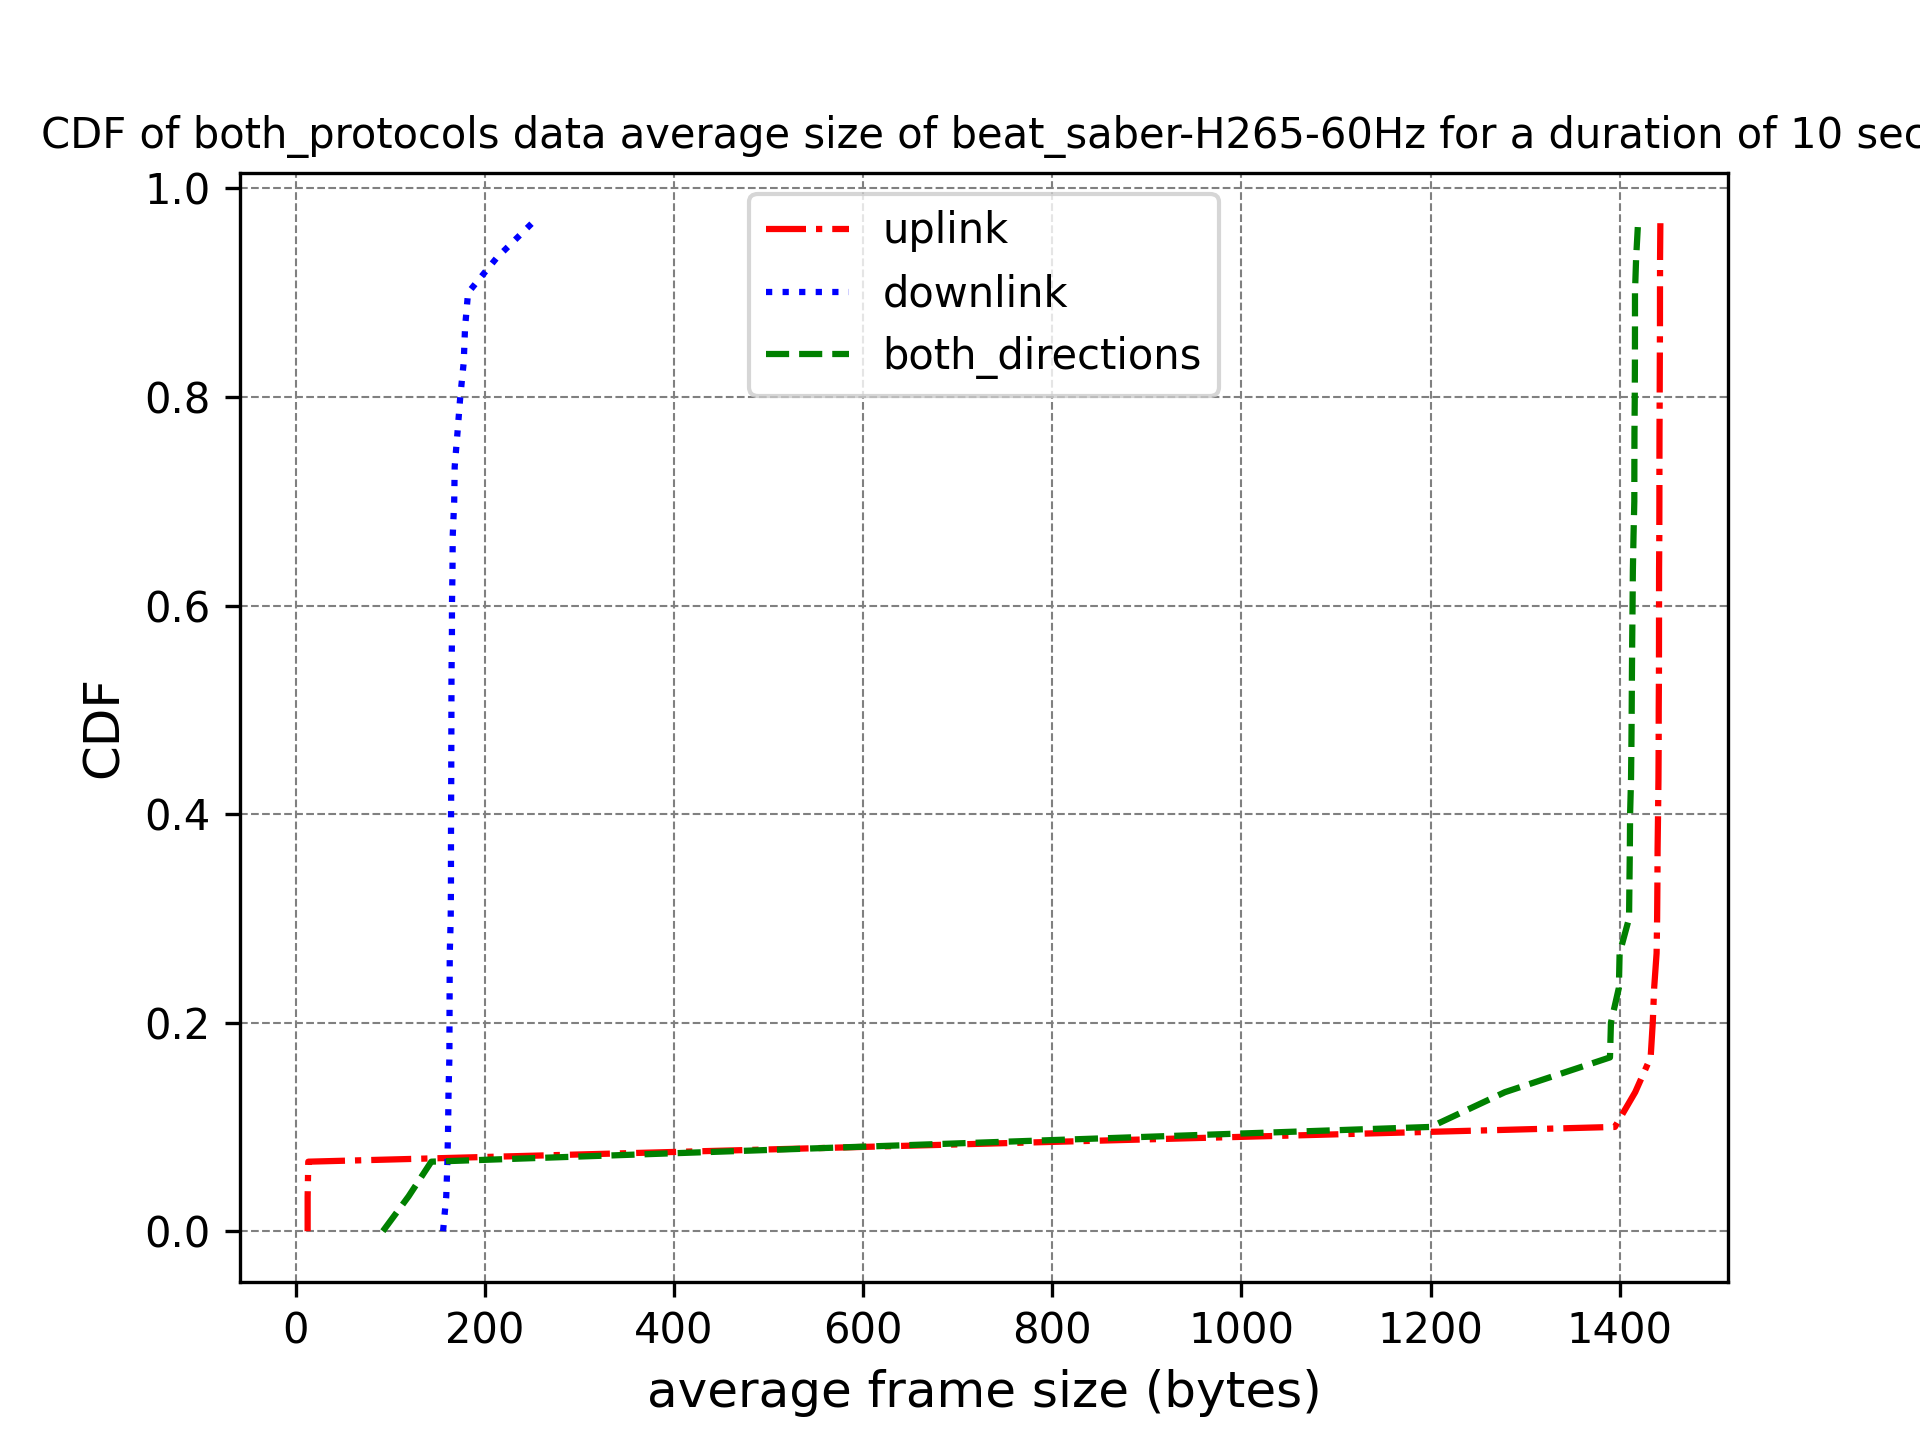 CDF of both_protocols data average size of beat_saber-H265-60Hz for a duration of 10 sec
1.0
0.8
0.6
0.4
0.2
0.0
CDF
uplink
downlink
both_directions
0 200 400 600 800 1000 1200 1400
average frame size (bytes)